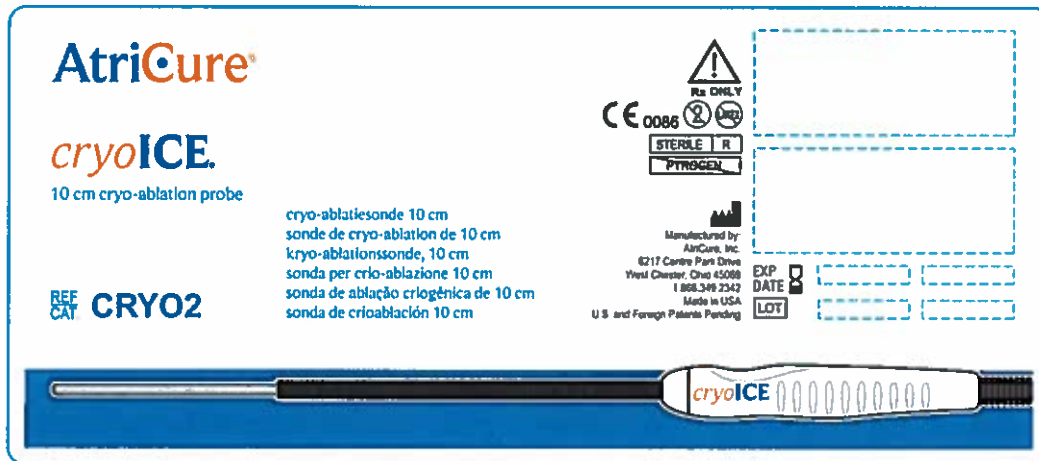 AtriCure
cryoICE.
10 cm cryo-ablation probe
cryo-ablatiesonde 10 cm
sonde de cryo-ablation de 10 cm
kryo-ablationssonde, 10 cm
sonda per crio-ablazione 10 cm
sonda de ablação criogênica de 10 cm
sonda de crioablación 10 cm
REF
CAT
CRYO2
Rx ONLY
CE 0086
STERILE R
PYROGEN
Manufactured by:
AtriCure, Inc.
6217 Centre Park Drive
West Chester, Ohio 45069
1 866.349.2342
Made in USA
U.S. and Foreign Patents Pending
EXP
DATE
LOT
cryoICE